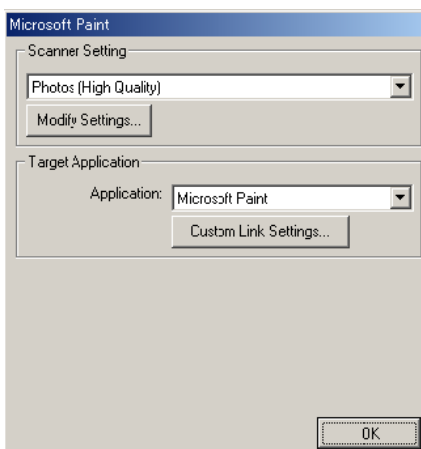 Microsoft Paint
Scanner Setting
Photos (High Quality)
Modify Settings...
Target Application
Application: Microsoft Paint
Custom Link Settings...
OK